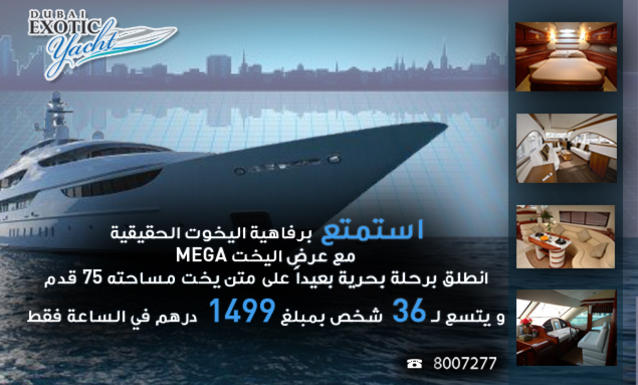 DUBAI
EXOTIC
Yacht
استمتع برفاهية اليخوت الحقيقية
مع عرض اليخت MEGA
انطلق برحلة بحرية بعيداً على متن يخت مساحته 75 قدم
و يتسع لـ 36 شخص بمبلغ 1499 درهم في الساعة فقط
☎ 8007277